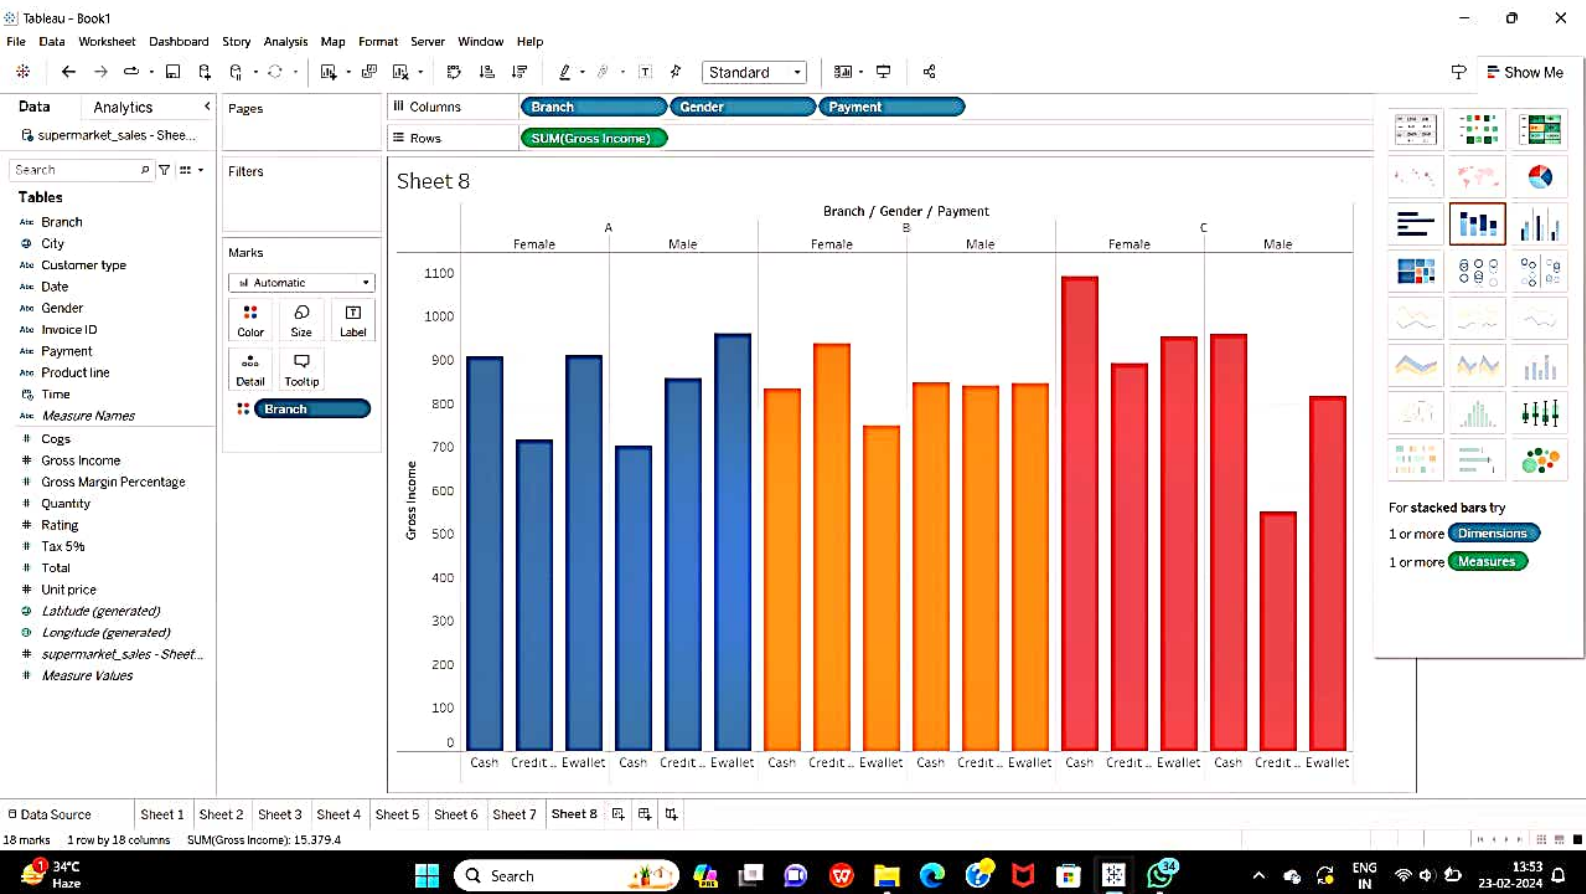 Tableau - Book1
File Data Worksheet Dashboard Story Analysis Map Format Server Window Help
Standard
Show Me
Data Analytics
Pages
Columns Branch Gender Payment
supermarket_sales - Shee...
Rows SUM(Gross Income)
Search
Filters
Sheet 8
Tables
Branch
City
Customer type
Date
Gender
Invoice ID
Payment
Product line
Time
Measure Names
Cogs
Gross Income
Gross Margin Percentage
Quantity
Rating
Tax 5%
Total
Unit price
Latitude (generated)
Longitude (generated)
supermarket_sales - Sheet...
Measure Values
Marks
Automatic
Color Size Label
Detail Tooltip
Branch
Branch / Gender / Payment
A B C
Female Male Female Male Female Male
Gross Income
1100
1000
900
800
700
600
500
400
300
200
100
0
Cash Credit .. Ewallet Cash Credit .. Ewallet Cash Credit .. Ewallet Cash Credit .. Ewallet Cash Credit .. Ewallet Cash Credit .. Ewallet
For stacked bars try
1 or more Dimensions
1 or more Measures
Data Source Sheet 1 Sheet 2 Sheet 3 Sheet 4 Sheet 5 Sheet 6 Sheet 7 Sheet 8
18 marks 1 row by 18 columns SUM(Gross Income): 15.379.4
1 34°C
Haze
Search
34
ENG
IN
13:53
23-02-2024